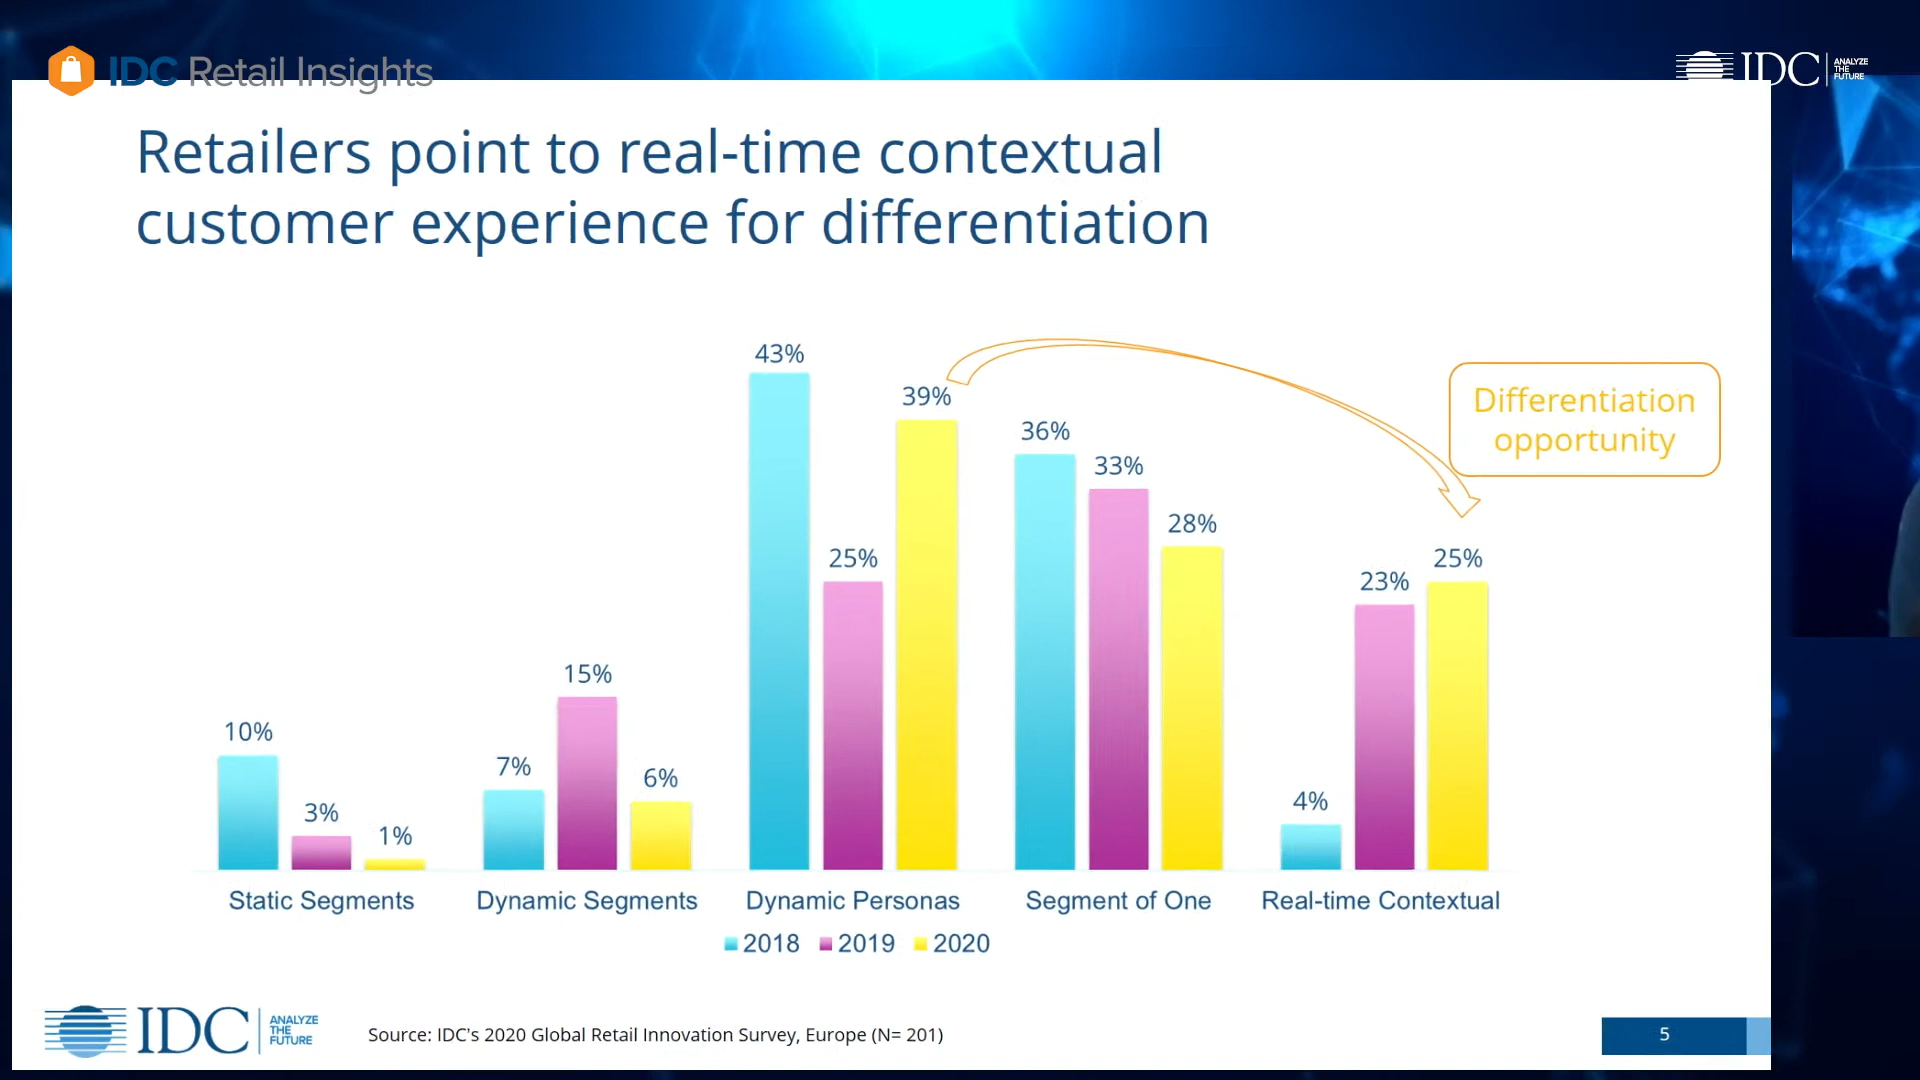 IDC Retail Insights
IDC
ANALYZE
THE
FUTURE
Retailers point to real-time contextual
customer experience for differentiation
43%
39%
36%
33%
28%
25%
25%
23%
15%
10%
7%
6%
4%
3%
1%
Differentiation
opportunity
Static Segments
Dynamic Segments
Dynamic Personas
Segment of One
Real-time Contextual
2018 2019 2020
IDC
ANALYZE
THE
FUTURE
Source: IDC's 2020 Global Retail Innovation Survey, Europe (N= 201)
5